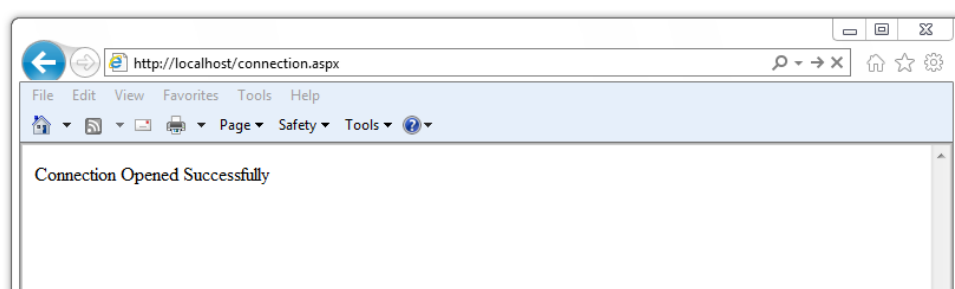 http://localhost/connection.aspx
File Edit View Favorites Tools Help
Page Safety Tools
Connection Opened Successfully